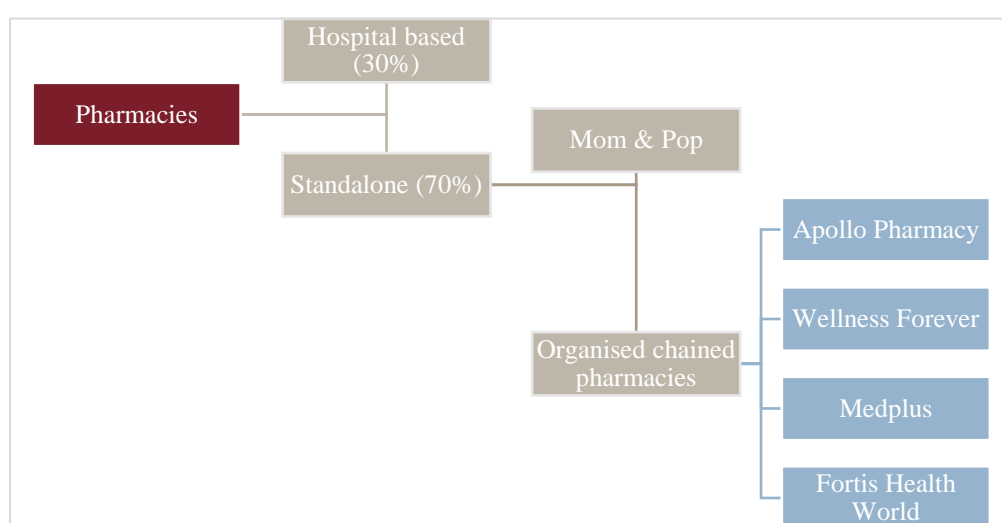 Hospital based
(30%)
Pharmacies
Mom & Pop
Standalone (70%)
Apollo Pharmacy
Wellness Forever
Organised chained
pharmacies
Medplus
Fortis Health
World